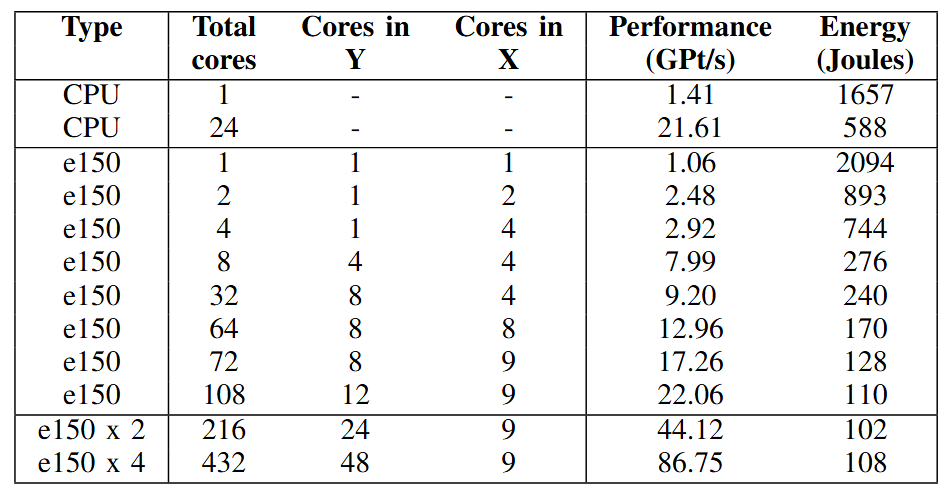 Type Total cores Cores in Y Cores in X Performance (GPt/s) Energy (Joules)
CPU 1 - - 1.41 1657
CPU 24 - - 21.61 588
e150 1 1 1 1.06 2094
e150 2 1 2 2.48 893
e150 4 1 4 2.92 744
e150 8 4 4 7.99 276
e150 32 8 4 9.20 240
e150 64 8 8 12.96 170
e150 72 8 9 17.26 128
e150 108 12 9 22.06 110
e150 x 2 216 24 9 44.12 102
e150 x 4 432 48 9 86.75 108